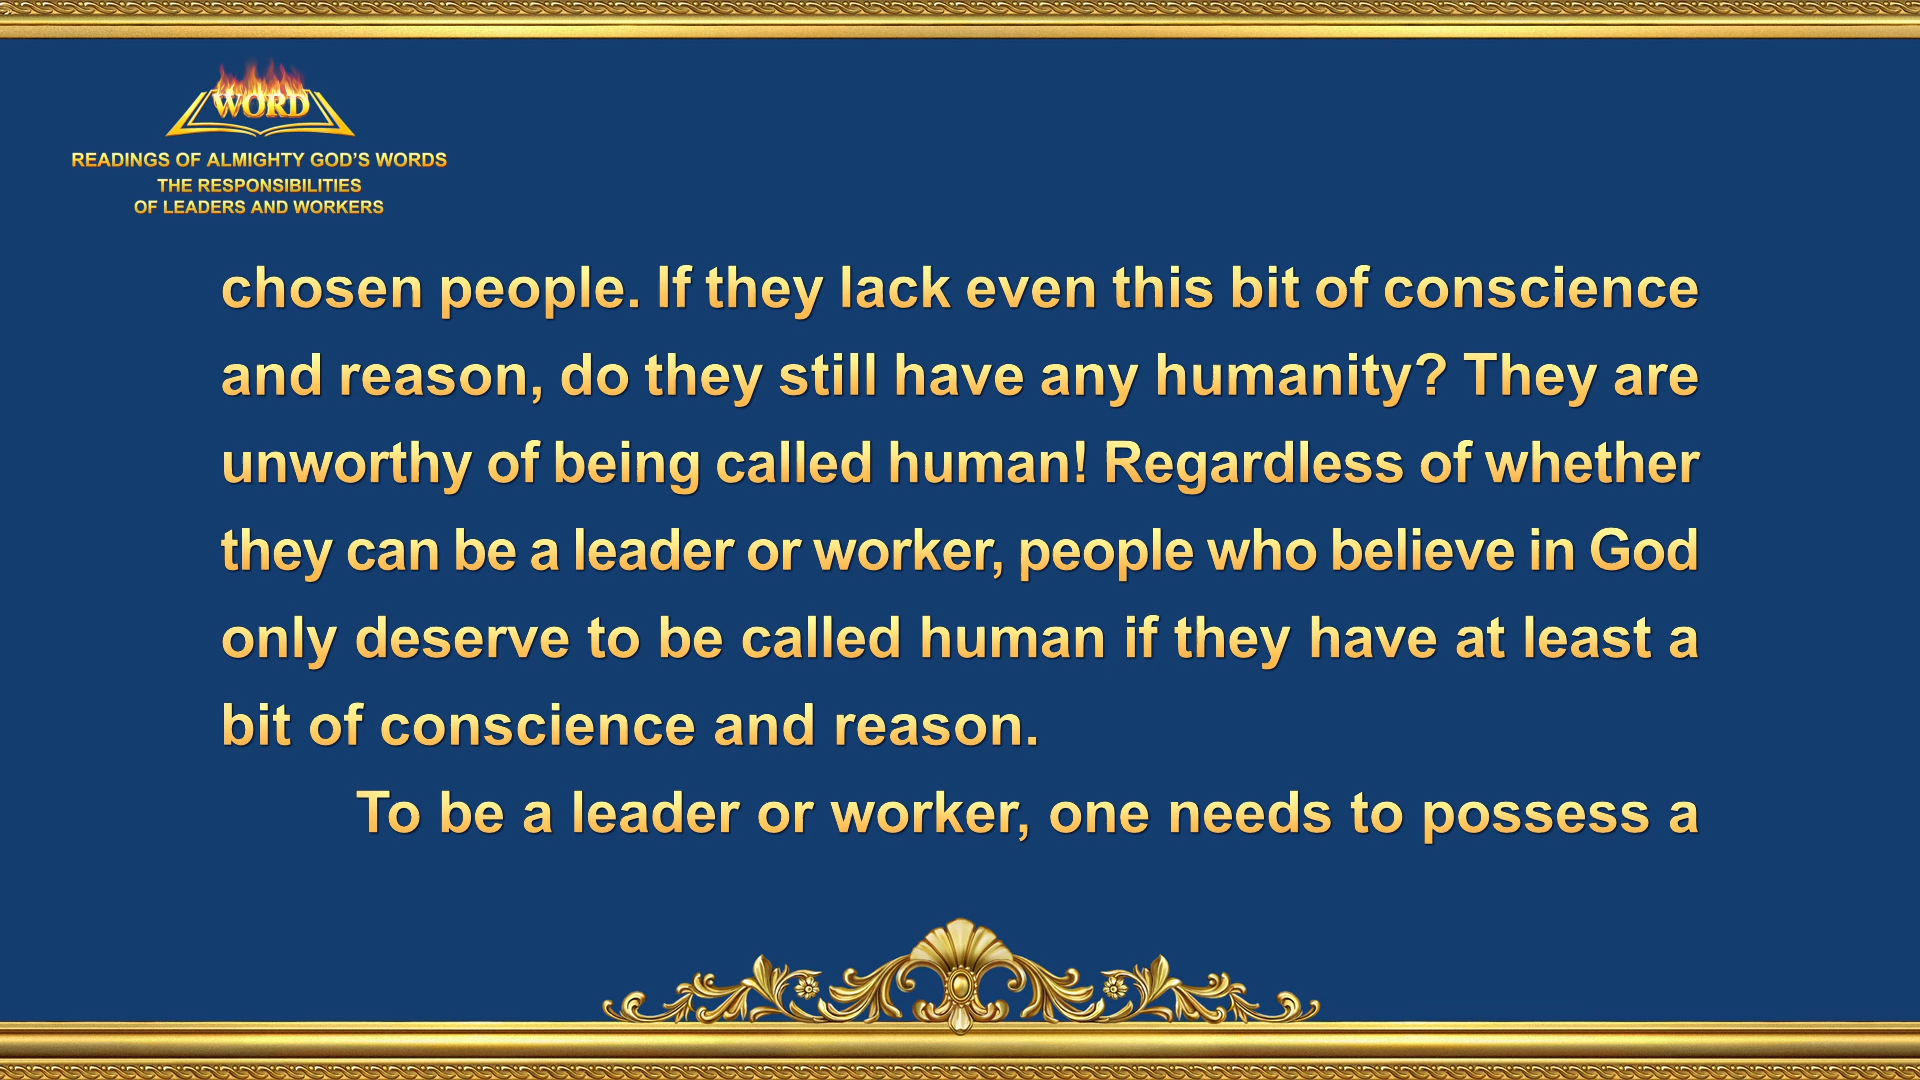 WORD
READINGS OF ALMIGHTY GOD’S WORDS
THE RESPONSIBILITIES
OF LEADERS AND WORKERS
chosen people. If they lack even this bit of conscience
and reason, do they still have any humanity? They are
unworthy of being called human! Regardless of whether
they can be a leader or worker, people who believe in God
only deserve to be called human if they have at least a
bit of conscience and reason.
To be a leader or worker, one needs to possess a